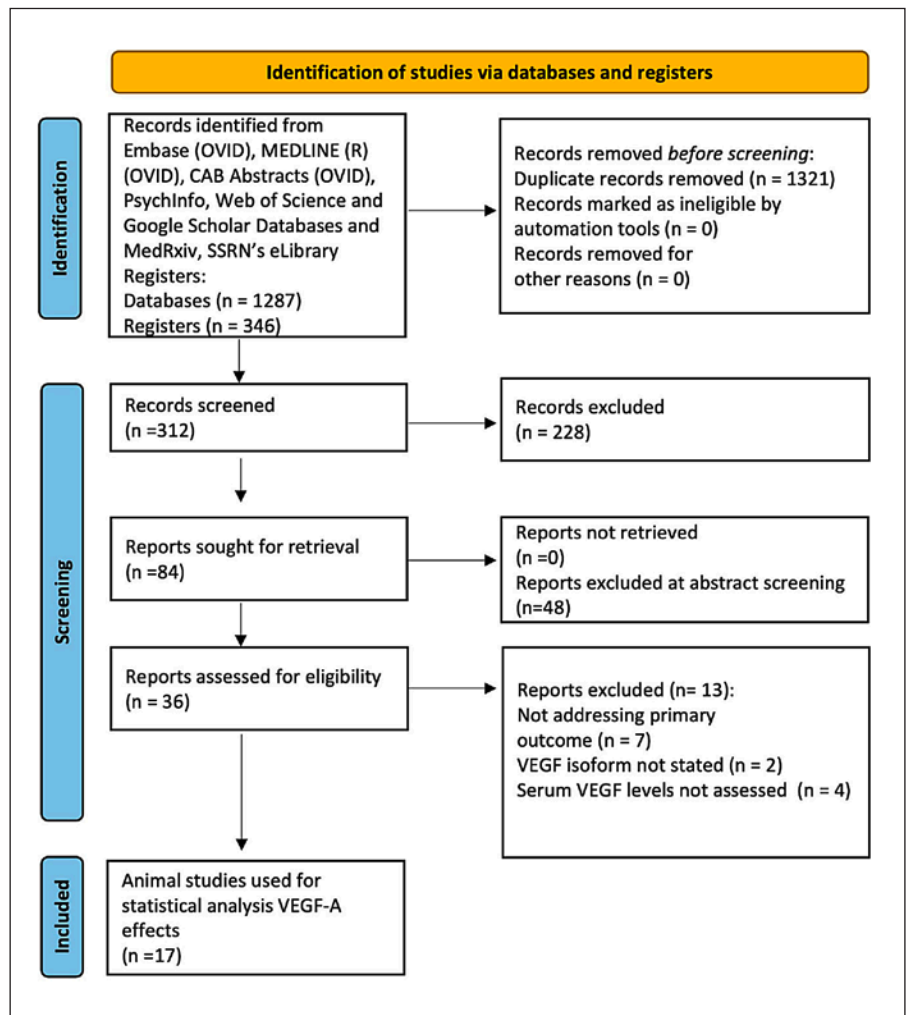 Identification of studies via databases and registers
Identification
Records identified from
Embase (OVID), MEDLINE (R)
(OVID), CAB Abstracts (OVID),
PsychInfo, Web of Science and
Google Scholar Databases and
MedRxiv, SSRN's eLibrary
Registers:
Databases (n = 1287)
Registers (n = 346)
Records removed before screening:
Duplicate records removed (n = 1321)
Records marked as ineligible by
automation tools (n = 0)
Records removed for
other reasons (n = 0)
Screening
Records screened
(n =312)
Records excluded
(n = 228)
Reports sought for retrieval
(n =84)
Reports not retrieved
(n =0)
Reports excluded at abstract screening
(n=48)
Reports assessed for eligibility
(n = 36)
Reports excluded (n= 13):
Not addressing primary
outcome (n = 7)
VEGF isoform not stated (n = 2)
Serum VEGF levels not assessed (n = 4)
Included
Animal studies used for
statistical analysis VEGF-A
effects
(n =17)